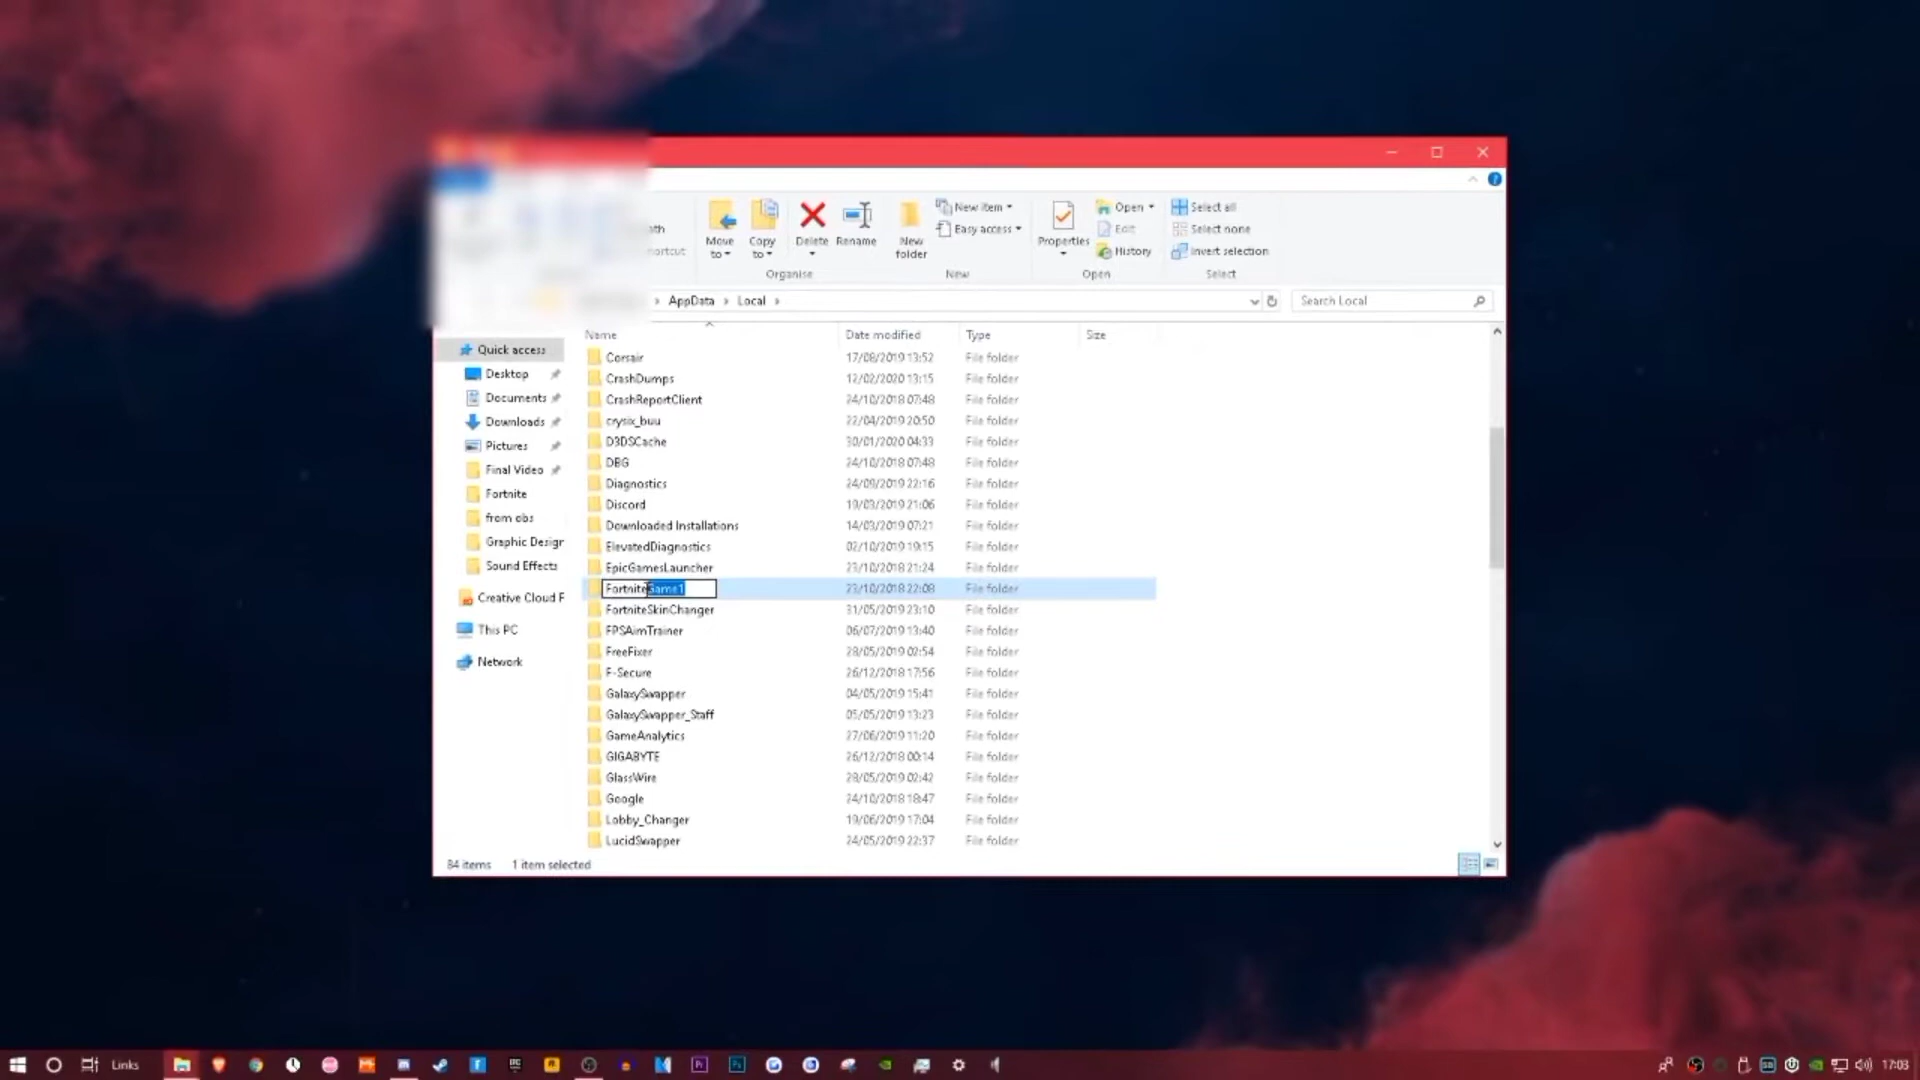 Move to
Copy to
Delete
Rename
New folder
New item
Easy access
Properties
Open
Edit
History
Select all
Select none
Invert selection
Organise
New
Open
Select
AppData
Local
Search Local
Name
Date modified
Type
Size
Quick access
Desktop
Documents
Downloads
Pictures
Final Video
Fortnite
from obs
Graphic Design
Sound Effects
Creative Cloud F
This PC
Network
Corsair 17/08/2019 13:52 File folder
CrashDumps 12/02/2020 13:15 File folder
CrashReportClient 24/10/2018 07:48 File folder
crysix_buu 22/04/2019 20:50 File folder
D3DSCache 30/01/2020 04:33 File folder
DBG 24/10/2018 07:48 File folder
Diagnostics 24/09/2019 22:16 File folder
Discord 19/03/2019 21:06 File folder
Downloaded Installations 14/03/2019 07:21 File folder
ElevatedDiagnostics 02/10/2019 19:15 File folder
EpicGamesLauncher 23/10/2018 21:24 File folder
FortniteGame1 23/10/2018 22:08 File folder
FortniteSkinChanger 31/05/2019 23:10 File folder
FPSAimTrainer 06/07/2019 13:40 File folder
FreeFixer 28/05/2019 02:54 File folder
F-Secure 26/12/2018 17:56 File folder
GalaxySwapper 04/05/2019 15:41 File folder
GalaxySwapper_Staff 05/05/2019 13:23 File folder
GameAnalytics 27/06/2019 11:20 File folder
GIGABYTE 26/12/2018 00:14 File folder
GlassWire 28/05/2019 02:42 File folder
Google 24/10/2018 18:47 File folder
Lobby_Changer 19/06/2019 17:04 File folder
LucidSwapper 24/05/2019 22:37 File folder
84 items 1 item selected
Links
17:03